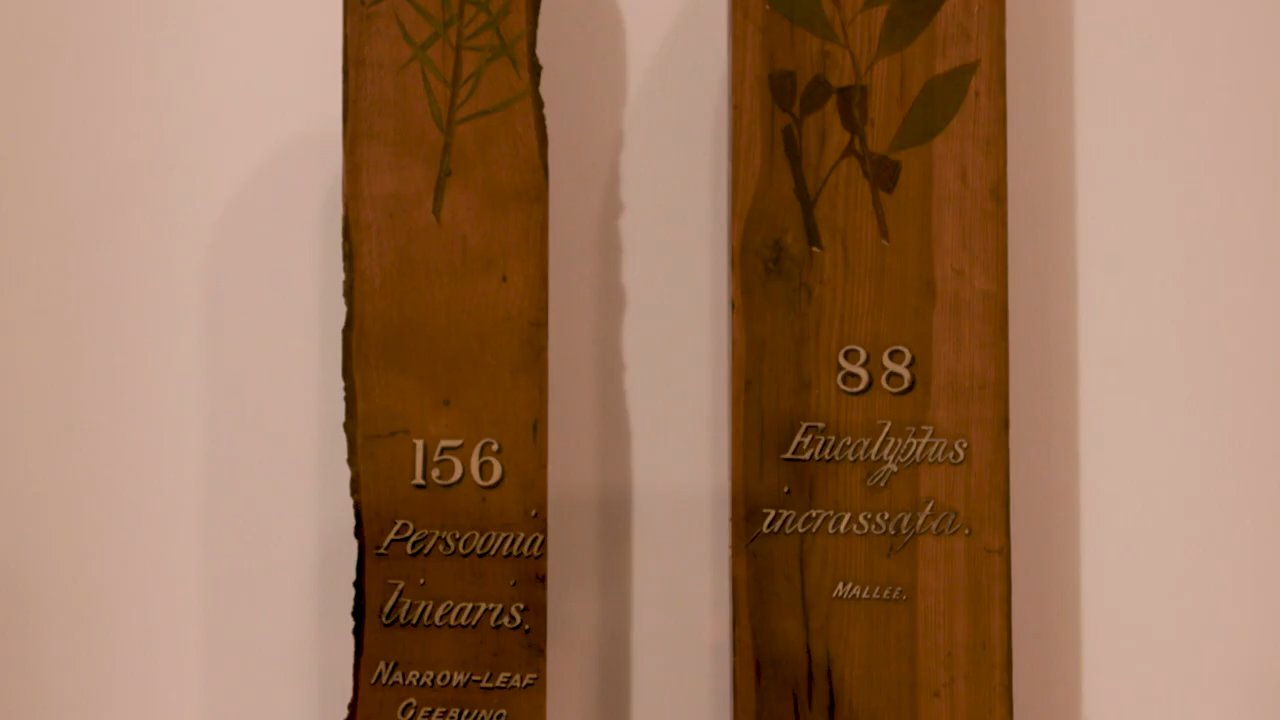 156
Persoonia
linearis.
NARROW-LEAF
GEEBUNG
88
Eucalyptus
incrassata.
MALLEE.